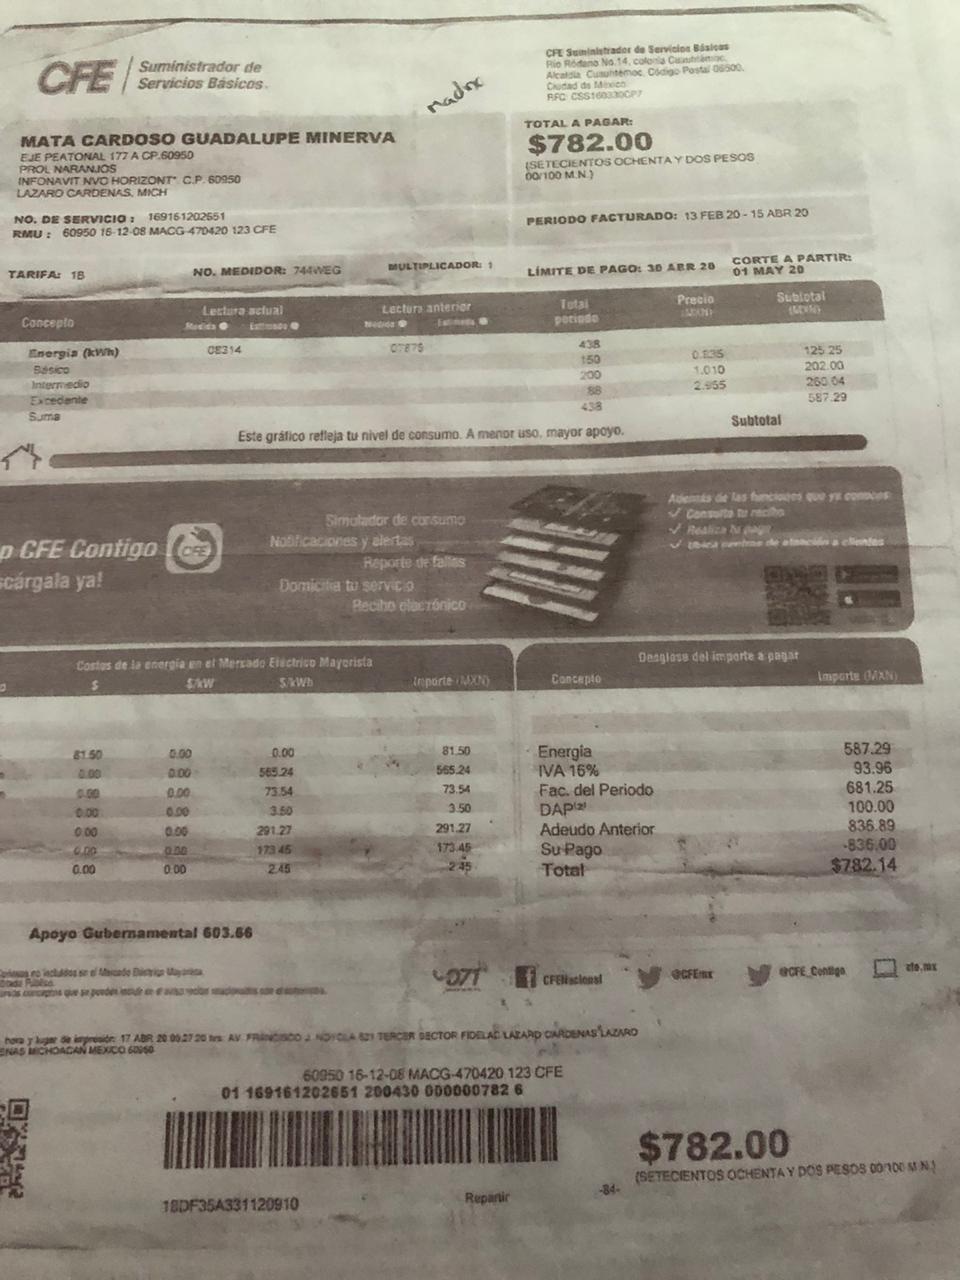 CFE Suministrador de
Servicios Básicos.
madre
CFE Suministrador de Servicios Básicos
Río Ródano No.14, colonia Cuauhtémoc,
Alcaldía Cuauhtémoc, Código Postal 06500,
Ciudad de México.
RFC: CSS160330CP7
MATA CARDOSO GUADALUPE MINERVA
EJE PEATONAL 177 A CP.60950
PROL NARANJOS
INFONAVIT NVO HORIZONT* C.P. 60950
LAZARO CARDENAS, MICH
TOTAL A PAGAR:
$782.00
(SETECIENTOS OCHENTA Y DOS PESOS
00/100 M.N.)
NO. DE SERVICIO : 169161202651
RMU : 60950 16-12-08 MACG-470420 123 CFE
PERIODO FACTURADO: 13 FEB 20 - 15 ABR 20
TARIFA: 1B NO. MEDIDOR: 744WEG MULTIPLICADOR: 1
LÍMITE DE PAGO: 30 ABR 20 CORTE A PARTIR:
01 MAY 20
Concepto Lectura actual Lectura anterior Total periodo Precio (MXN) Subtotal (MXN)
Medida Estimada Medida Estimada
Energía (kWh) 08314 07876 438
Básico 150 0.835 125.25
Intermedio 200 1.010 202.00
Excedente 88 2.955 260.04
Suma 438 587.29
Subtotal
Este gráfico refleja tu nivel de consumo. A menor uso, mayor apoyo.
p CFE Contigo CFE
scárgala ya!
Simulador de consumo
Notificaciones y alertas
Reporte de fallas
Domicilia tu servicio
Recibo electrónico
Además de las funciones que ya conoces:
Consulta tu recibo
Realiza tu pago
Ubica centros de atención a clientes
Costos de la energía en el Mercado Eléctrico Mayorista
$ $/kW $/kWh Importe (MXN)
81.50 0.00 0.00 81.50
0.00 0.00 565.24 565.24
0.00 0.00 73.54 73.54
0.00 0.00 3.50 3.50
0.00 0.00 291.27 291.27
0.00 0.00 173.45 173.45
0.00 0.00 2.45 2.45
Desglose del importe a pagar
Concepto Importe (MXN)
Energía 587.29
IVA 16% 93.96
Fac. del Periodo 681.25
DAP(2) 100.00
Adeudo Anterior 836.89
Su Pago -836.00
Total $782.14
Apoyo Gubernamental 603.66
no incluidos en el Mercado Eléctrico Mayorista
Público.
conceptos que se pueden incluir en el
071 CFENacional @CFEmx @CFE_Contigo cfe.mx
hora y lugar de impresión: 17 ABR 20 09:27:20 hrs. AV. FRANCISCO J. NOYOLA 521 TERCER SECTOR FIDELAC LAZARO CARDENAS LAZARO
ENAS MICHOACAN MEXICO 60950
60950 16-12-08 MACG-470420 123 CFE
01 169161202651 200430 000000782 6
$782.00
(SETECIENTOS OCHENTA Y DOS PESOS 00/100 M.N.)
18DF35A331120910
Repartir
-84-